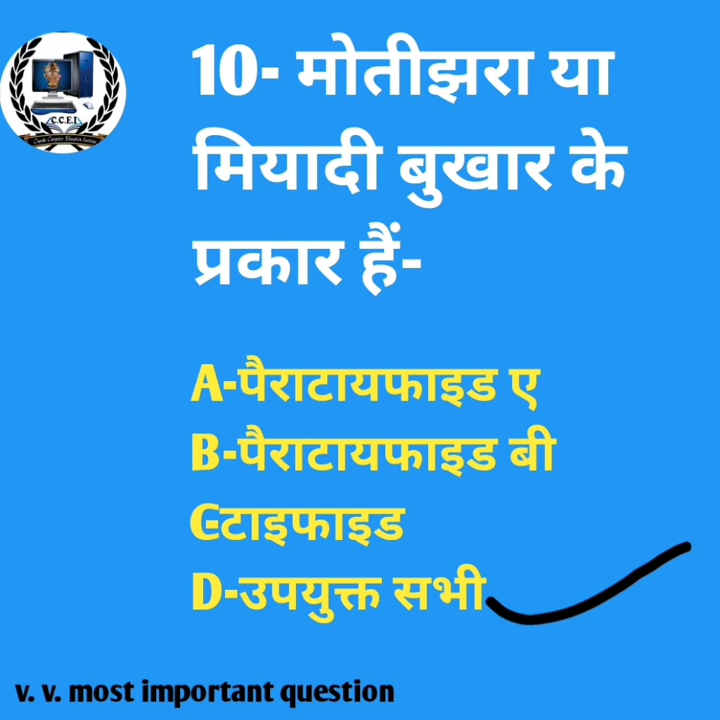 C.C.E.I.
10- मोतीझरा या
मियादी बुखार के
प्रकार हैं-
A-पैराटायफाइड ए
B-पैराटायफाइड बी
C-टाइफाइड
D-उपयुक्त सभी
v. v. most important question